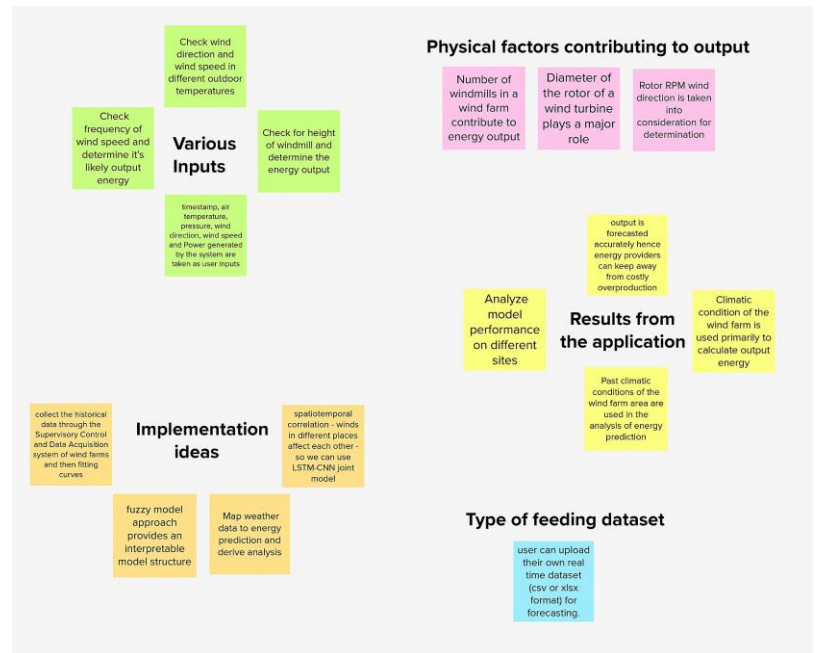 Check wind
direction and
wind speed in
different outdoor
temperatures
Check
frequency of
wind speed and
determine it's
likely output
energy
Various
Inputs
Check for height
of windmill and
determine the
energy output
timestamp, air
temperature,
pressure, wind
direction, wind speed
and Power generated
by the system are
taken as user inputs
Physical factors contributing to output
Number of
windmills in a
wind farm
contribute to
energy output
Diameter of
the rotor of a
wind turbine
plays a major
role
Rotor RPM wind
direction is taken
into
consideration for
determination
output is
forecasted
accurately hence
energy providers
can keep away
from costly
overproduction
Analyze
model
performance
on different
sites
Results from
the application
Climatic
condition of the
wind farm is
used primarily to
calculate output
energy
Past climatic
conditions of the
wind farm area are
used in the
analysis of energy
prediction
collect the historical
data through the
Supervisory Control
and Data Acquisition
system of wind farms
and then fitting
curves
Implementation
ideas
spatiotemporal
correlation - winds
in different places
affect each other -
so we can use
LSTM-CNN joint
model
fuzzy model
approach
provides an
interpretable
model structure
Map weather
data to energy
prediction and
derive analysis
Type of feeding dataset
user can upload
their own real
time dataset
(csv or xlsx
format) for
forecasting.